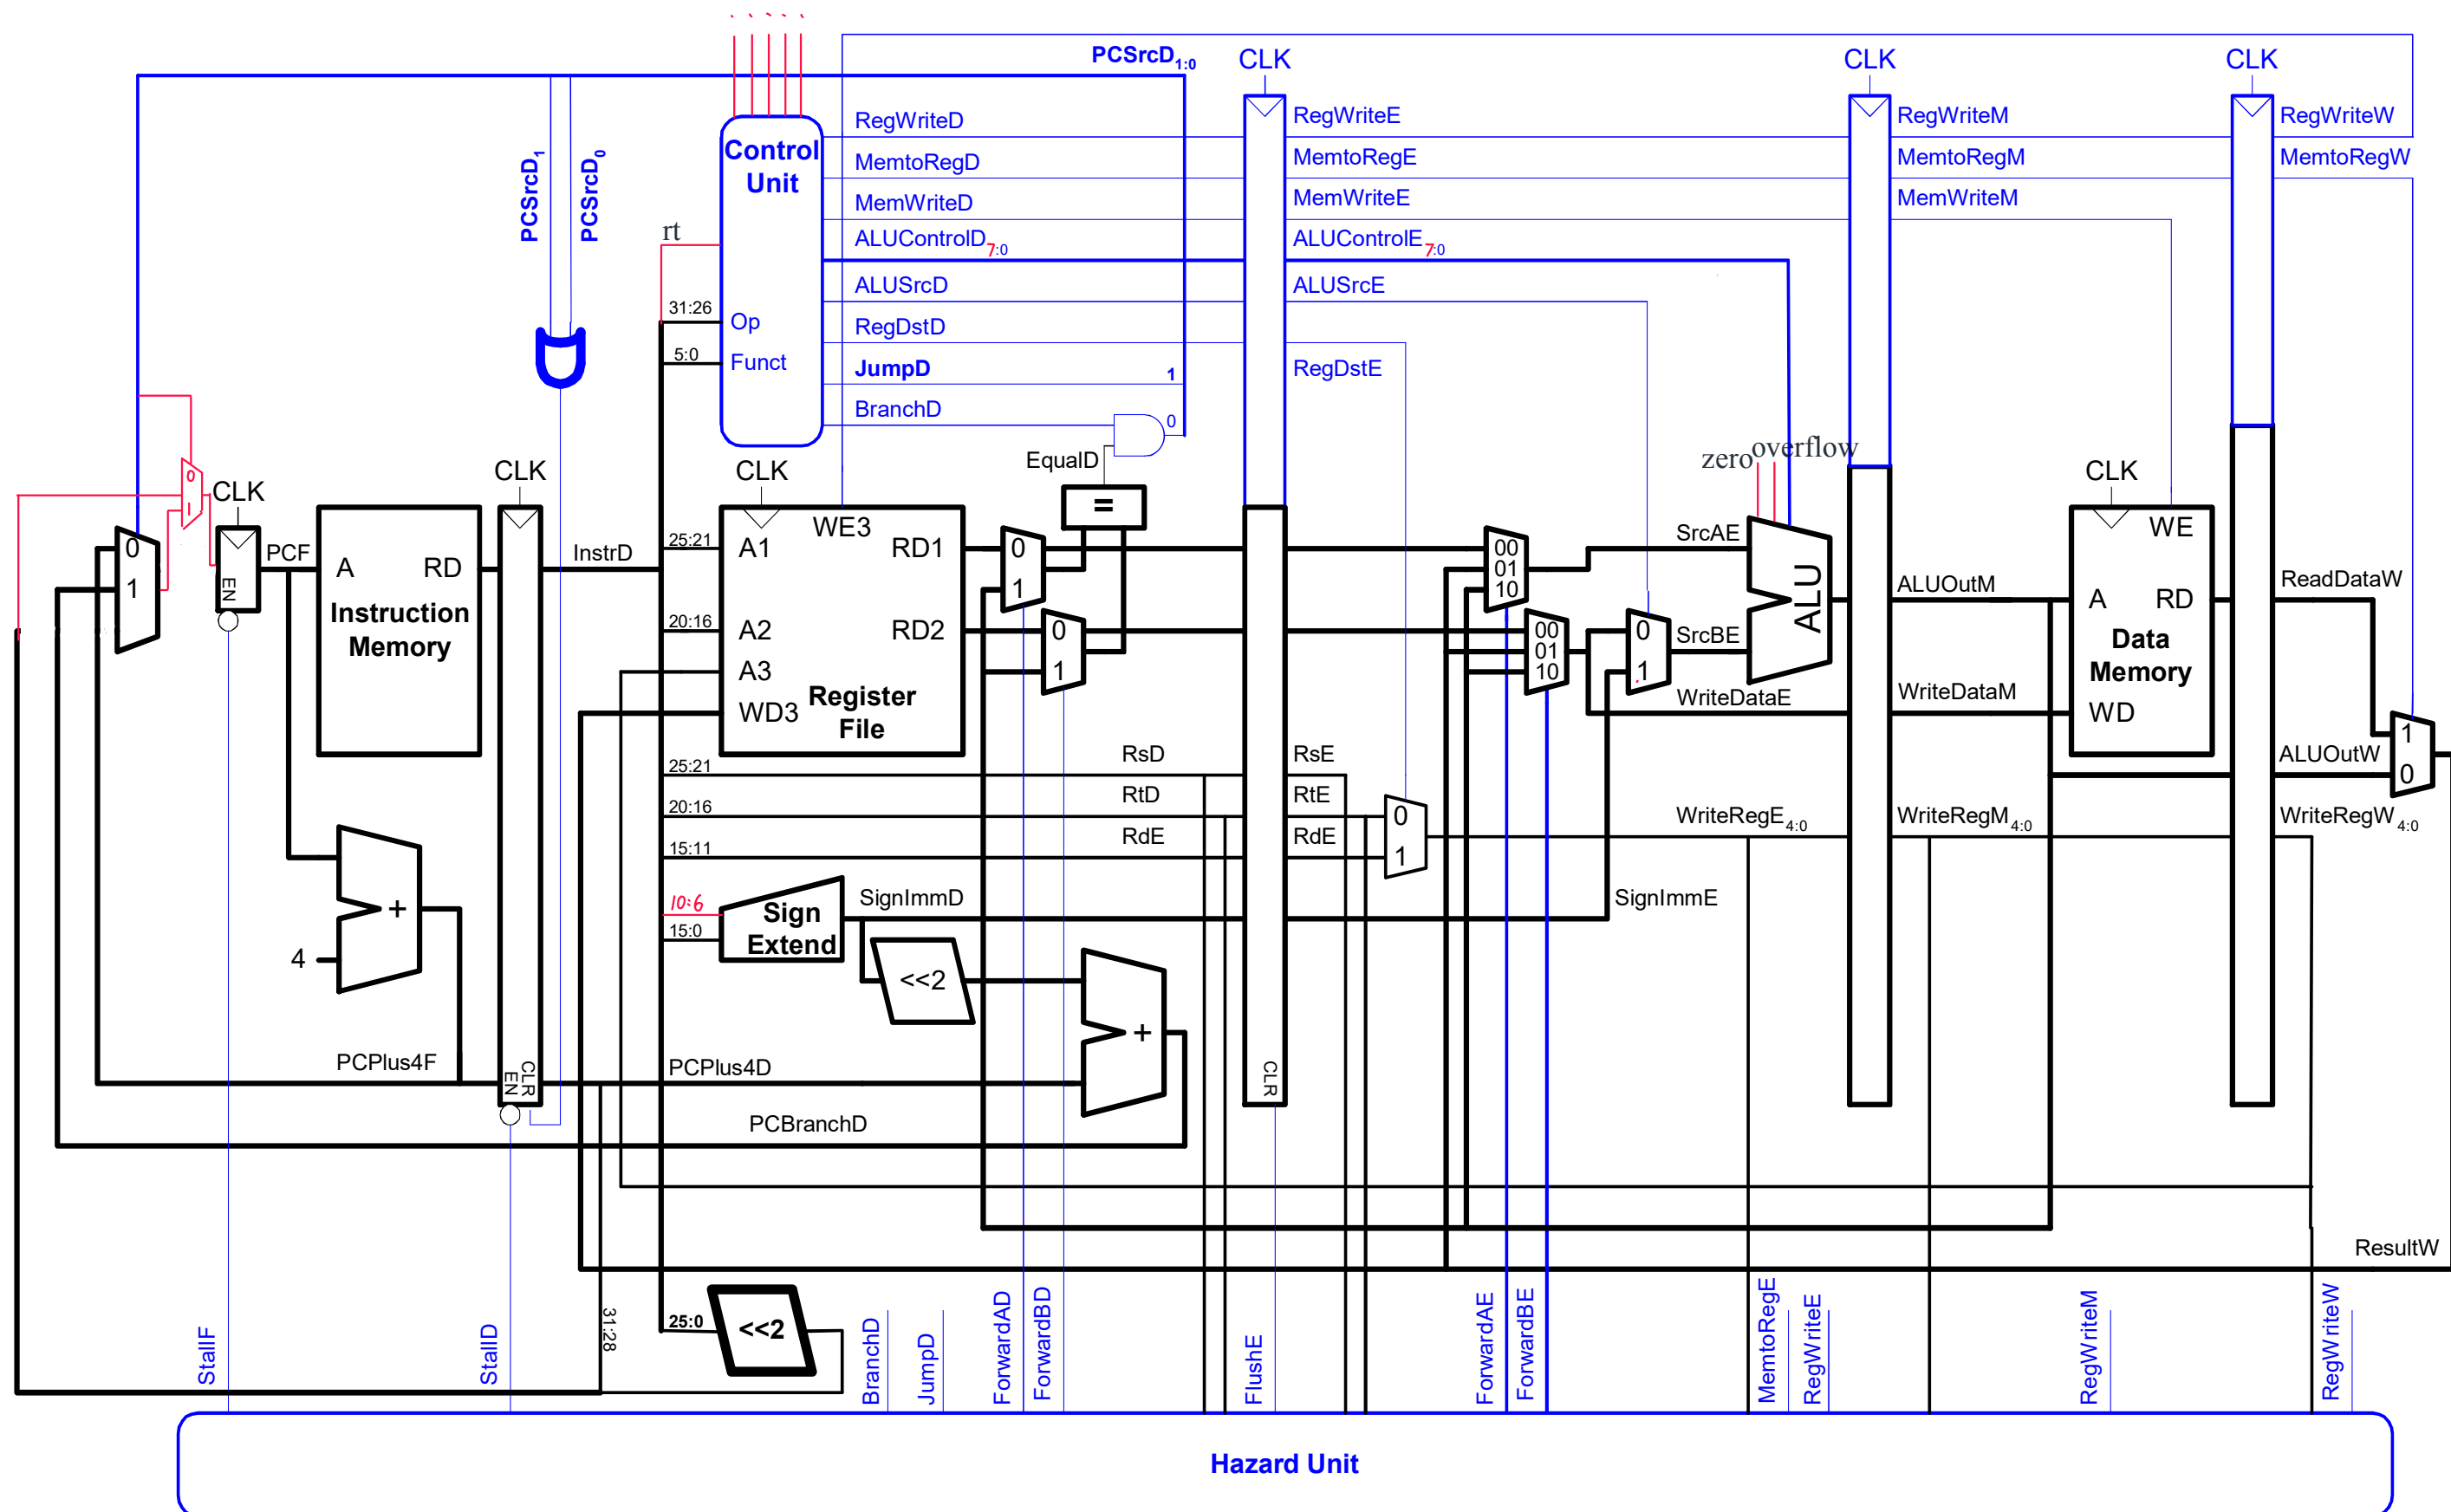 PCSrcD1:0
CLK
CLK
CLK
PCSrcD1
PCSrcD0
Control
Unit
RegWriteD
RegWriteE
RegWriteM
RegWriteW
MemtoRegD
MemtoRegE
MemtoRegM
MemtoRegW
MemWriteD
MemWriteE
MemWriteM
rt
ALUControlD7:0
ALUControlE7:0
ALUSrcD
ALUSrcE
31:26
Op
RegDstD
5:0
Funct
JumpD
1
RegDstE
BranchD
0
EqualD
zero
overflow
0
1
CLK
CLK
CLK
CLK
=
0
1
PCF
EN
A
RD
Instruction
Memory
InstrD
25:21
A1
WE3
RD1
0
1
00
01
10
SrcAE
ALU
ALUOutM
WE
A
RD
Data
Memory
WD
ReadDataW
20:16
A2
RD2
A3
WD3
Register
File
0
1
00
01
10
0
1
SrcBE
WriteDataE
WriteDataM
1
0
ALUOutW
25:21
RsD
RsE
20:16
RtD
RtE
15:11
RdE
RdE
0
1
WriteRegE4:0
WriteRegM4:0
WriteRegW4:0
+
4
10:6
15:0
Sign
Extend
SignImmD
SignImmE
<<2
+
PCPlus4F
EN
CLR
PCPlus4D
CLR
PCBranchD
ResultW
25:0
<<2
31:28
StallF
StallD
BranchD
JumpD
ForwardAD
ForwardBD
FlushE
ForwardAE
ForwardBE
MemtoRegE
RegWriteE
RegWriteM
RegWriteW
Hazard Unit